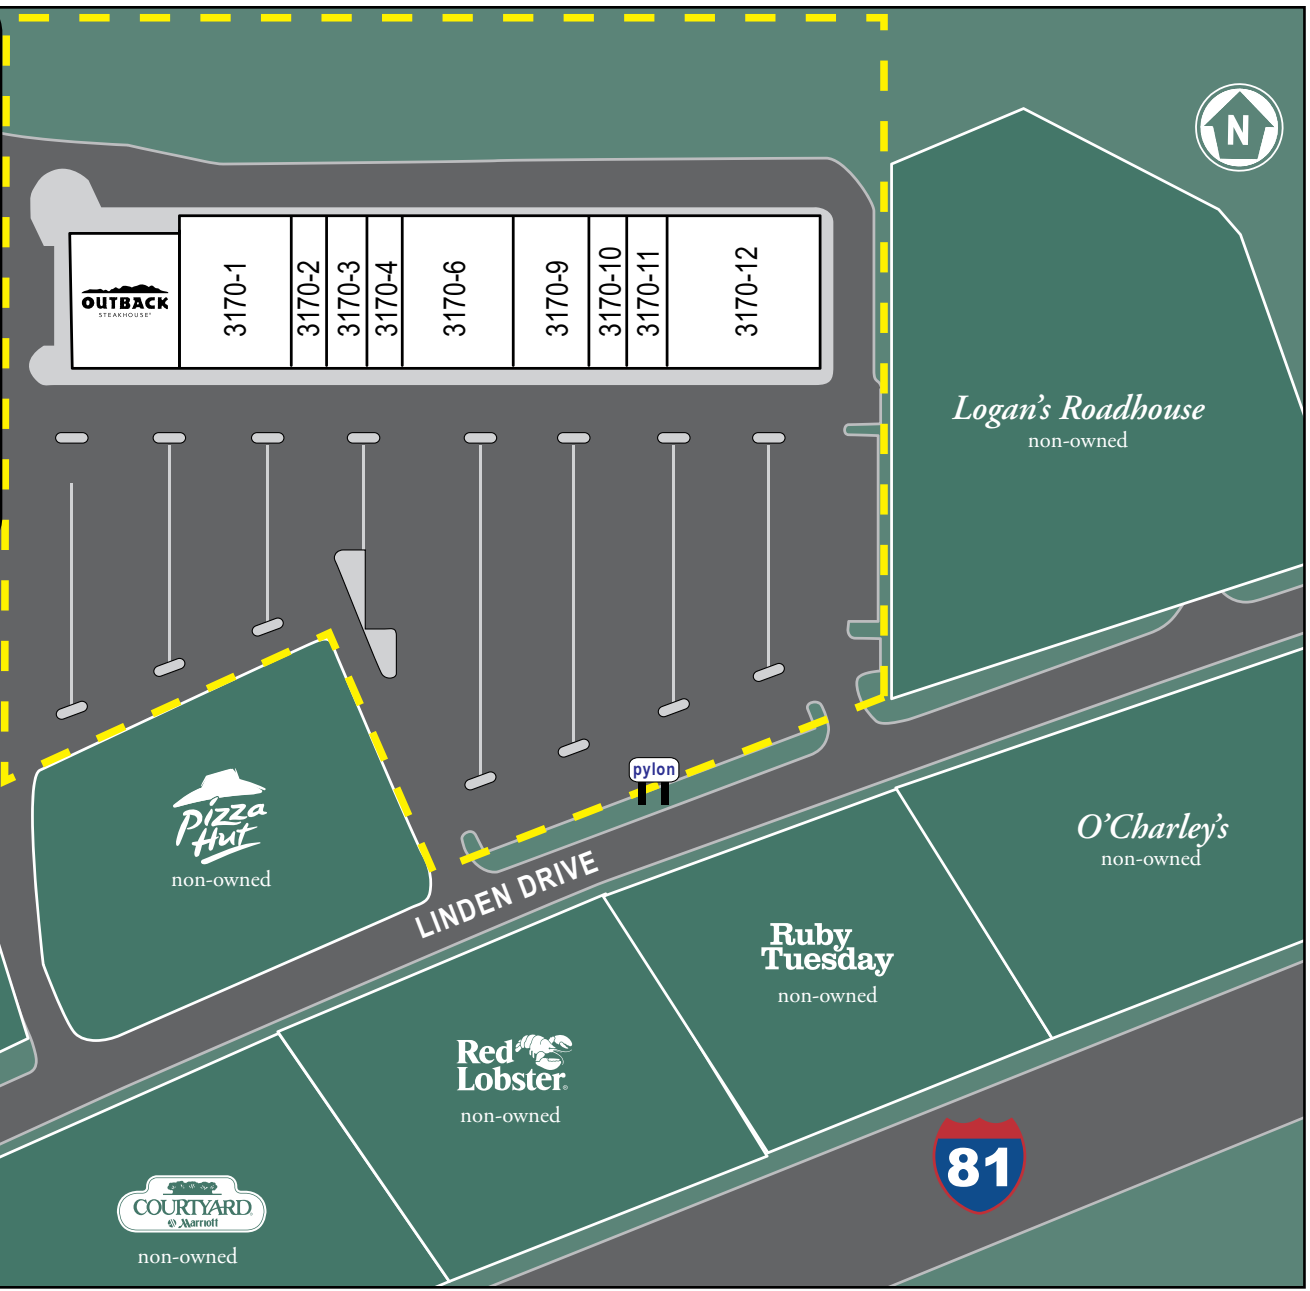 N
OUTBACK
STEAKHOUSE®
3170-1
3170-2
3170-3
3170-4
3170-6
3170-9
3170-10
3170-11
3170-12
Logan's Roadhouse
non-owned
pylon
Pizza
Hut
non-owned
LINDEN DRIVE
O'Charley's
non-owned
Ruby
Tuesday
non-owned
Red
Lobster®
non-owned
81
COURTYARD
Marriott
non-owned